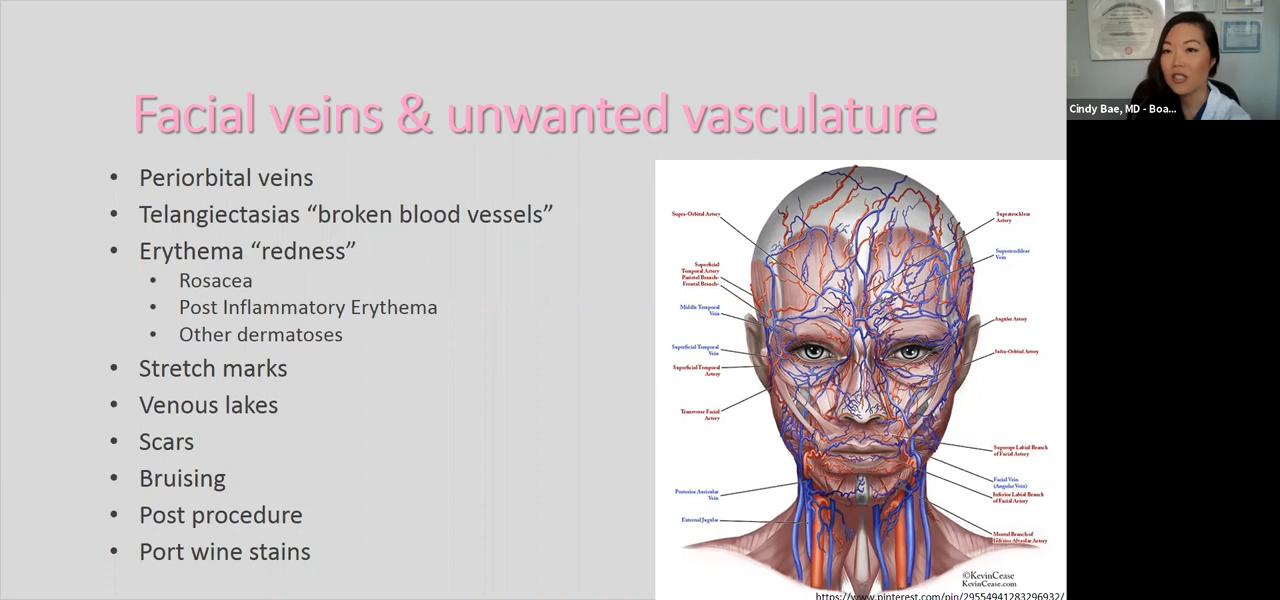 Facial veins & unwanted vasculature
• Periorbital veins
• Telangiectasias “broken blood vessels”
• Erythema “redness”
• Rosacea
• Post Inflammatory Erythema
• Other dermatoses
• Stretch marks
• Venous lakes
• Scars
• Bruising
• Post procedure
• Port wine stains
Supra-Orbital Artery
Superficial
Temporal Artery
Parietal Branch-
Frontal Branch-
Middle Temporal
Vein
Superficial Temporal
Vein
Superficial Temporal
Artery
Transverse Facial
Artery
Posterior Auricular
Vein
External Jugular
Supratrochlear
Artery
Supratrochlear
Vein
Angular Artery
Infra-Orbital Artery
Superior Labial Branch
of Facial Artery
Facial Vein
(Angular Vein)
Inferior Labial Branch
of Facial Artery
Mental Branch of
Inferior Alveolar Artery
©KevinCease
KevinCease.com
https://www.pinterest.com/pin/29554941283296932/
Cindy Bae, MD - Boa...